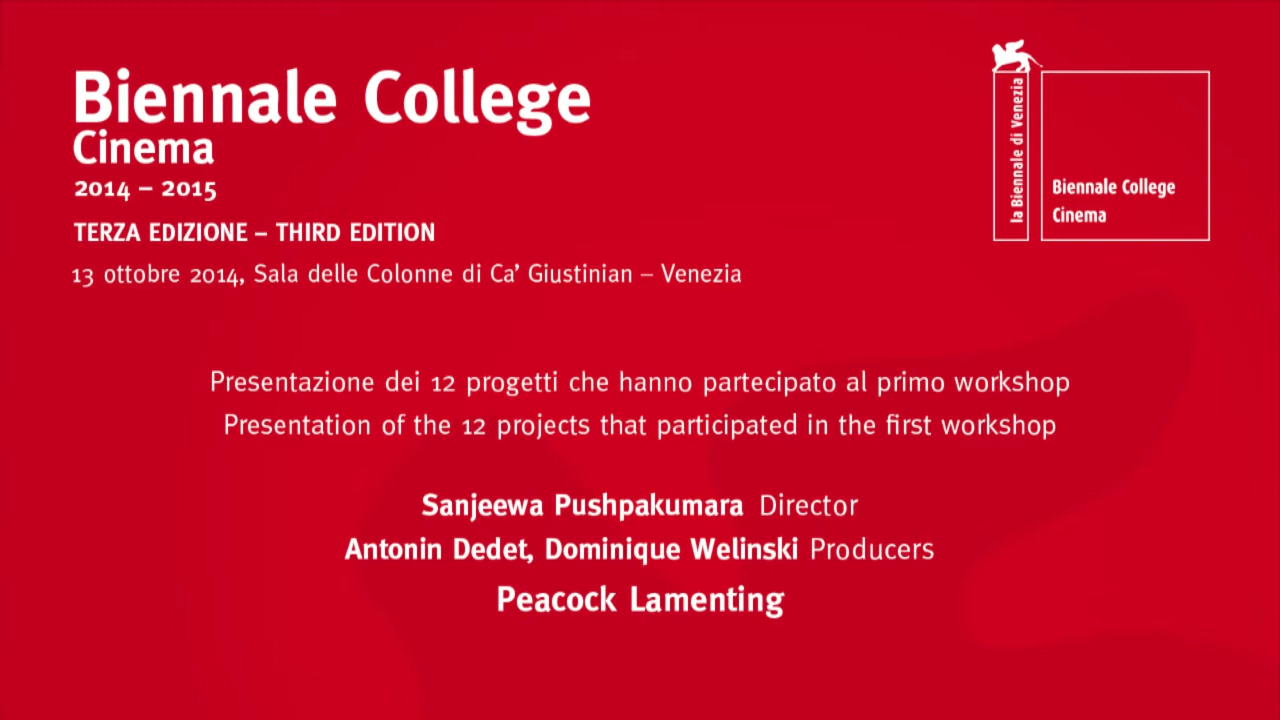 Biennale College
Cinema
2014 – 2015
TERZA EDIZIONE – THIRD EDITION
13 ottobre 2014, Sala delle Colonne di Ca’ Giustinian – Venezia
la Biennale di Venezia
Biennale College
Cinema
Presentazione dei 12 progetti che hanno partecipato al primo workshop
Presentation of the 12 projects that participated in the first workshop
Sanjeewa Pushpakumara Director
Antonin Dedet, Dominique Welinski Producers
Peacock Lamenting